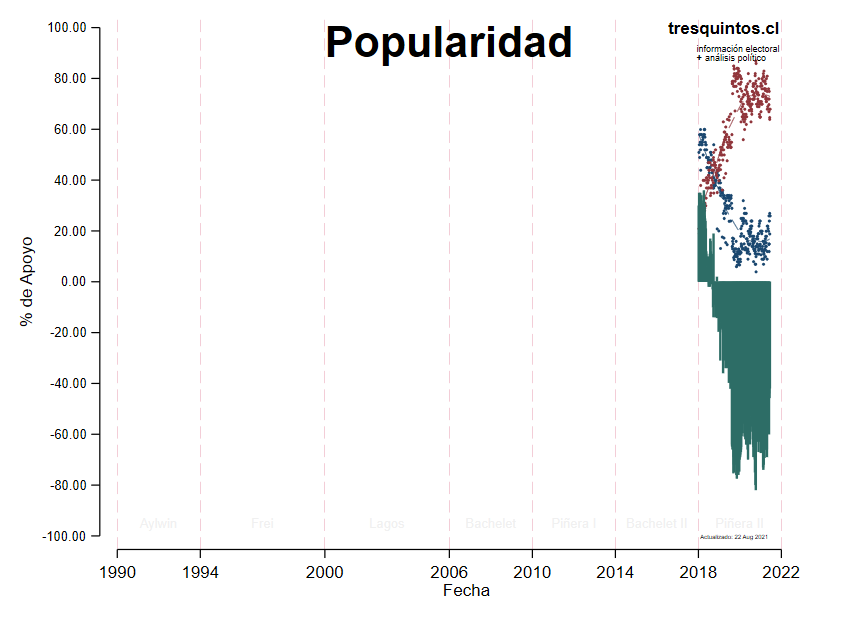 Popularidad
tresquintos.cl
información electoral
+ análisis político
100.00
80.00
60.00
40.00
20.00
0.00
-20.00
-40.00
-60.00
-80.00
-100.00
% de Apoyo
Aylwin Frei Lagos Bachelet Piñera I Bachelet II Piñera II
Actualizado: 22 Aug 2021
1990 1994 2000 2006 2010 2014 2018 2022
Fecha